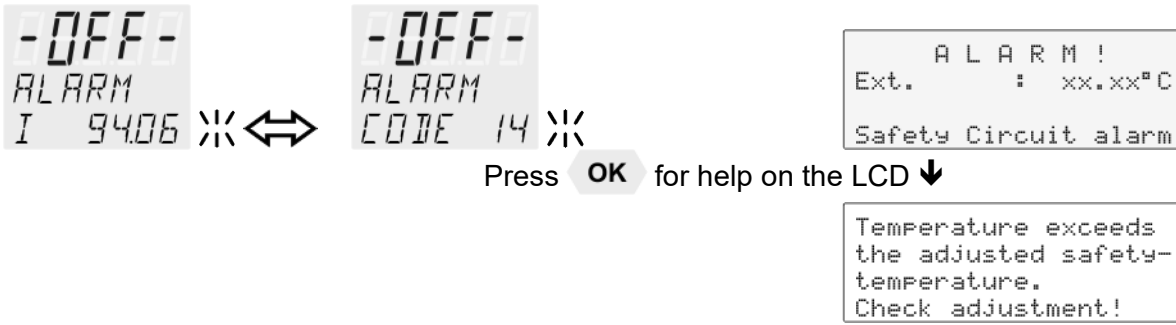 -OFF-
ALARM
I 94.06
-OFF-
ALARM
CODE 14
A L A R M !
Ext. : xx.xx°C
Safety Circuit alarm
Press OK for help on the LCD
Temperature exceeds
the adjusted safety-
temperature.
Check adjustment!